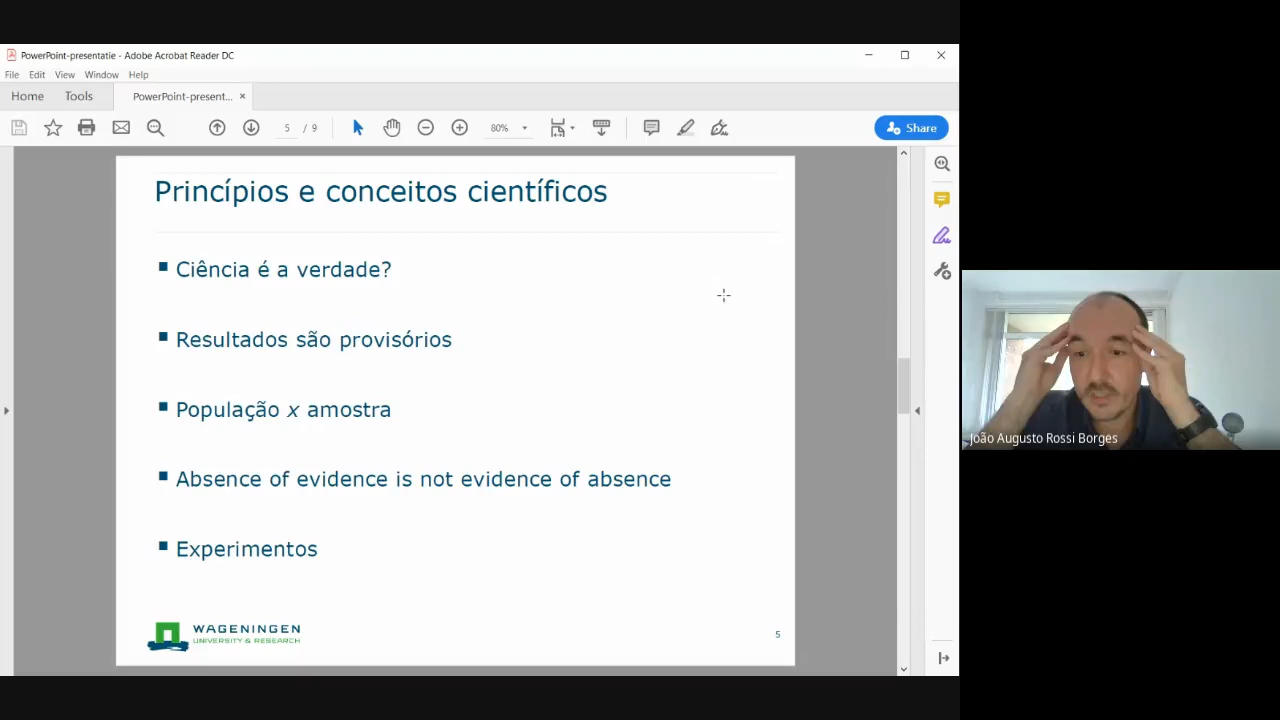 PowerPoint-presentatie - Adobe Acrobat Reader DC
File Edit View Window Help
Home Tools PowerPoint-present... ×
5 / 9 80% Share
Princípios e conceitos científicos
Ciência é a verdade?
Resultados são provisórios
População x amostra
Absence of evidence is not evidence of absence
Experimentos
WAGENINGEN
UNIVERSITY & RESEARCH
5
João Augusto Rossi Borges